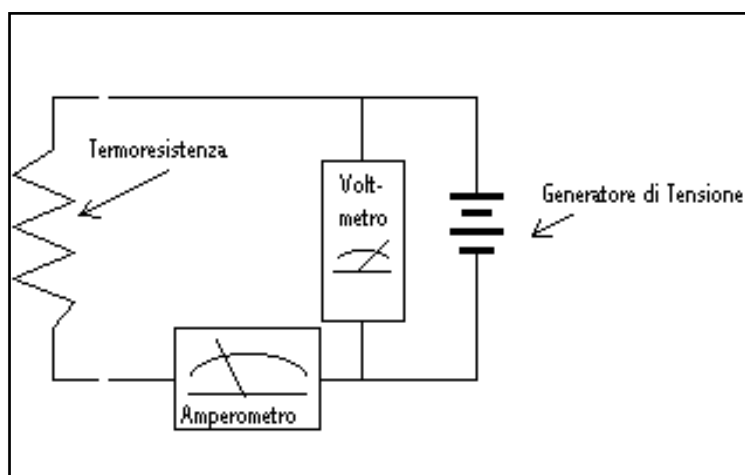 Termoresistenza
Volt-
metro
Generatore di Tensione
Amperometro